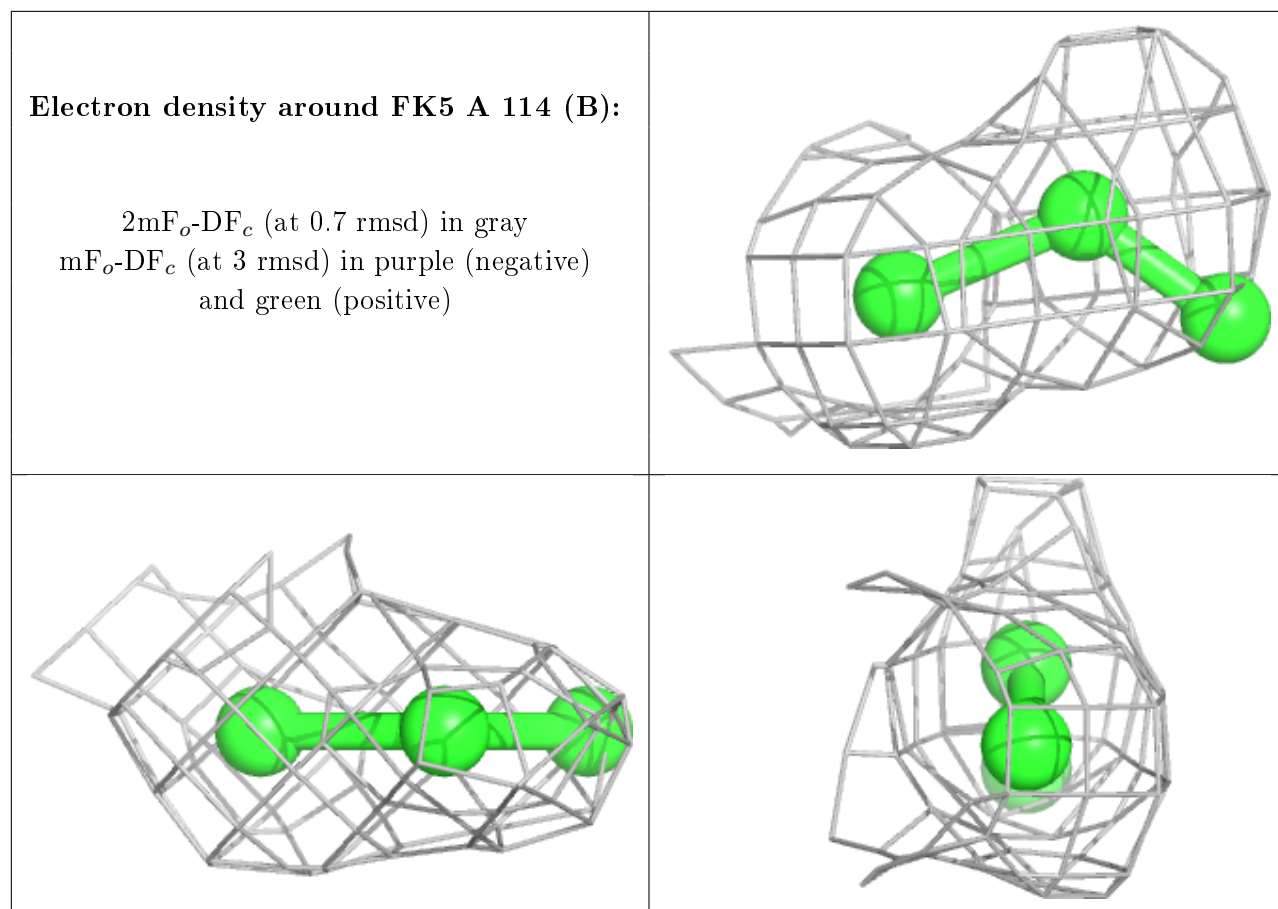 Electron density around FK5 A 114 (B):
2mFo-DFc (at 0.7 rmsd) in gray
mFo-DFc (at 3 rmsd) in purple (negative)
and green (positive)